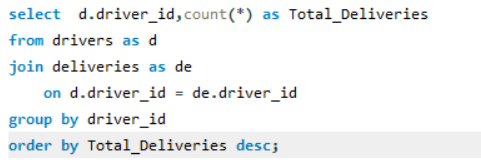 select  d.driver_id,count(*) as Total_Deliveries
from drivers as d
join deliveries as de
    on d.driver_id = de.driver_id
group by driver_id
order by Total_Deliveries desc;